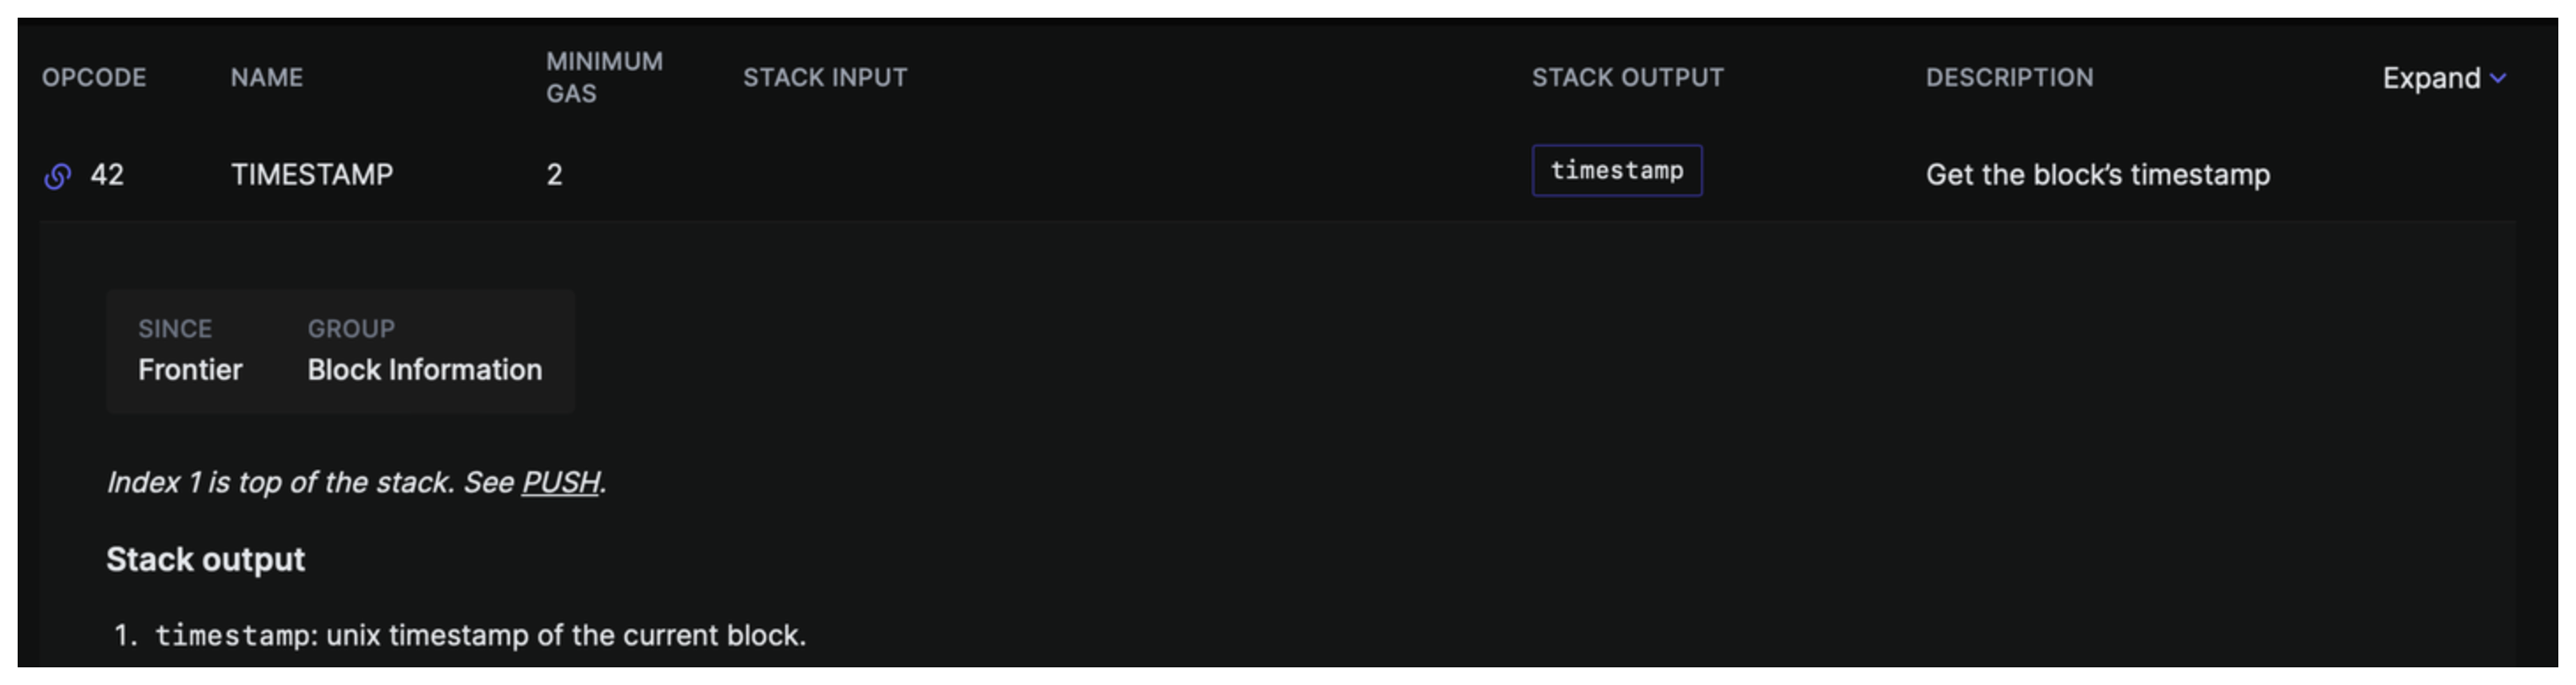 OPCODE NAME MINIMUM GAS STACK INPUT STACK OUTPUT DESCRIPTION Expand
42 TIMESTAMP 2 timestamp Get the block’s timestamp
SINCE GROUP
Frontier Block Information
Index 1 is top of the stack. See PUSH.
Stack output
1. timestamp: unix timestamp of the current block.